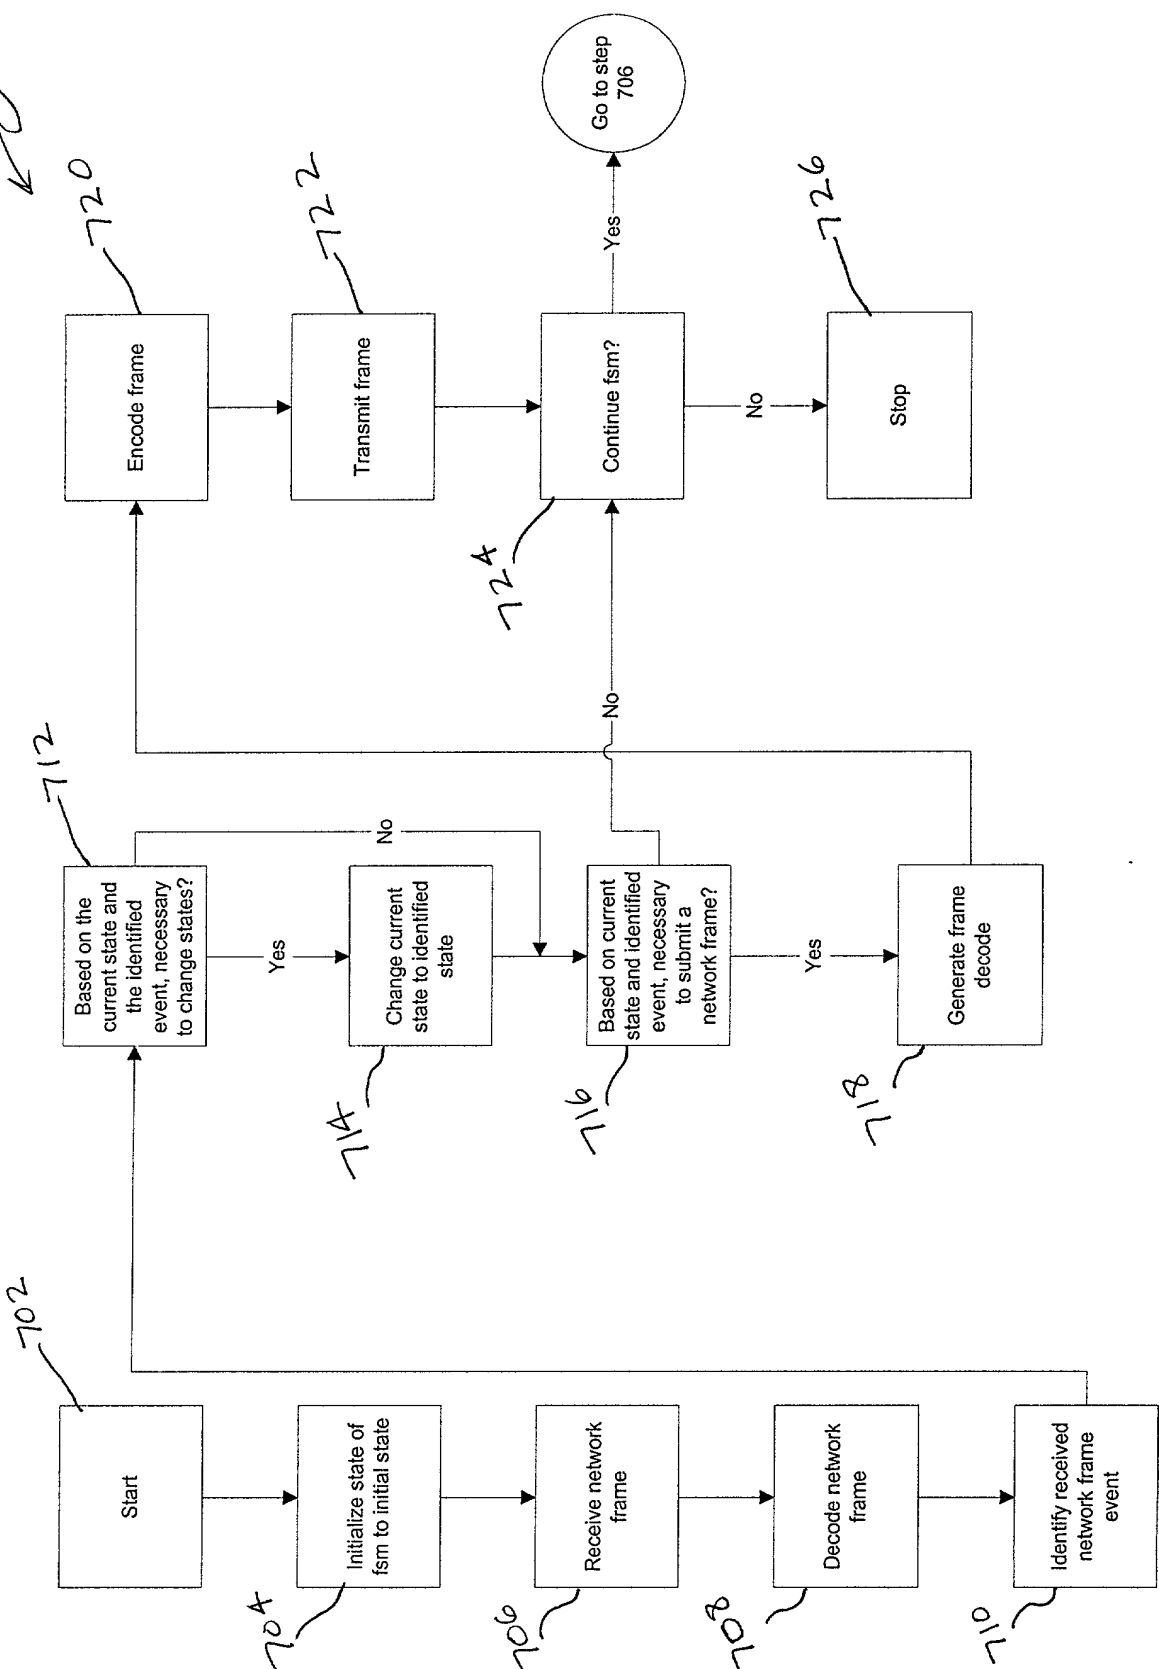 702
Start
704
Initialize state of
fsm to initial state
706
Receive network
frame
708
Decode network
frame
710
Identify received
network frame
event
712
Based on the
current state and
the identified
event, necessary
to change states?
Yes
No
714
Change current
state to identified
state
716
Based on current
state and identified
event, necessary
to submit a
network frame?
Yes
No
718
Generate frame
decode
720
Encode frame
722
Transmit frame
724
Continue fsm?
Yes
Go to step
706
No
726
Stop